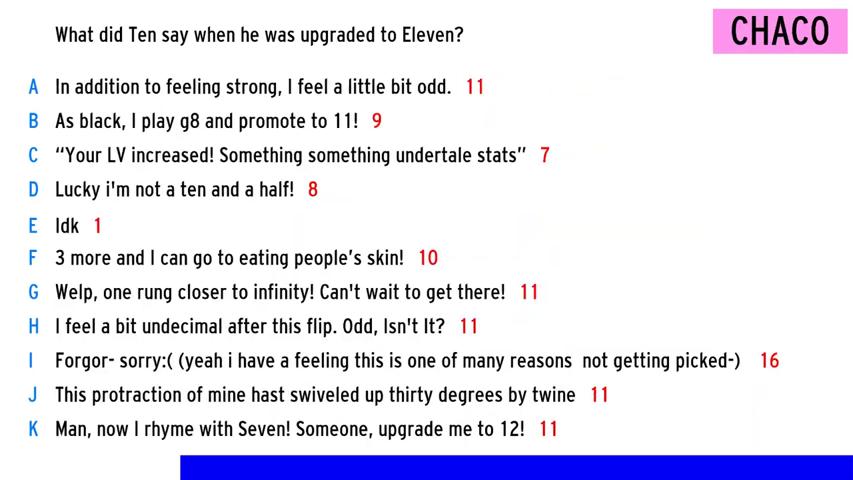 What did Ten say when he was upgraded to Eleven?
CHACO
A In addition to feeling strong, I feel a little bit odd. 11
B As black, I play g8 and promote to 11! 9
C “Your LV increased! Something something undertale stats” 7
D Lucky i'm not a ten and a half! 8
E Idk 1
F 3 more and I can go to eating people’s skin! 10
G Welp, one rung closer to infinity! Can't wait to get there! 11
H I feel a bit undecimal after this flip. Odd, Isn't It? 11
I Forgor- sorry:( (yeah i have a feeling this is one of many reasons not getting picked-) 16
J This protraction of mine hast swiveled up thirty degrees by twine 11
K Man, now I rhyme with Seven! Someone, upgrade me to 12! 11